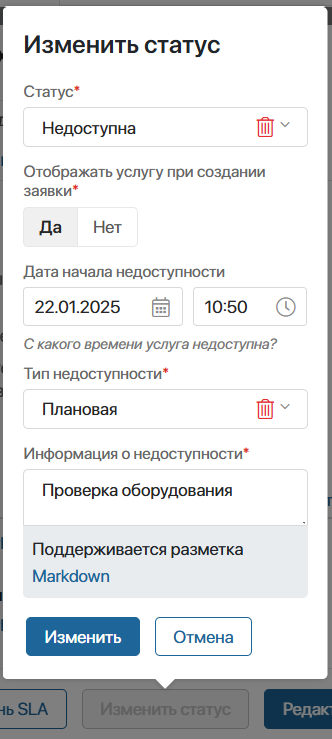 Изменить статус
Статус*
Недоступна
Отображать услугу при создании
заявки*
Да Нет
Дата начала недоступности
22.01.2025 10:50
С какого времени услуга недоступна?
Тип недоступности*
Плановая
Информация о недоступности*
Проверка оборудования
Поддерживается разметка
Markdown
Изменить Отмена
нь SLA Изменить статус Редакт